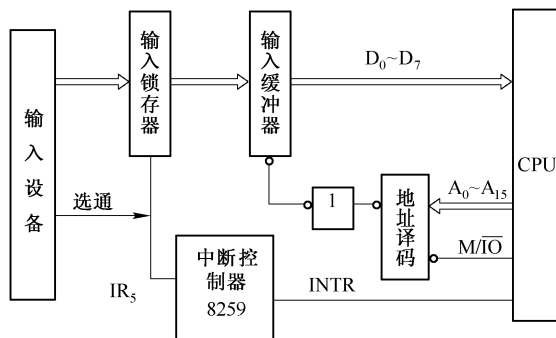 输入设备
输入锁存器
输入缓冲器
D₀~D₇
CPU
A₀~A₁₅
地址译码
1
选通
M/I̅O̅
中断控
制器
8259
IR₅
INTR